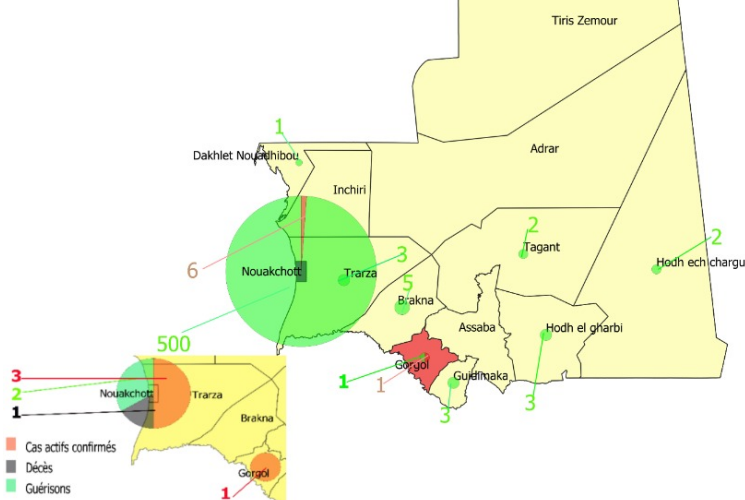 Tiris Zemour
1
Dakhlet Nouadhibou
Adrar
Inchiri
2
Tagant
2
Hodh ech chargu
3
6
Nouakchott
Trarza
5
Brakna
500
Assaba
Hodh el gharbi
Gorgol
1
1
Guidimaka
3
3
3
2
1
Nouakchott
Trarza
Brakna
Gorgol
1
Cas actifs confirmés
Décès
Guérisons